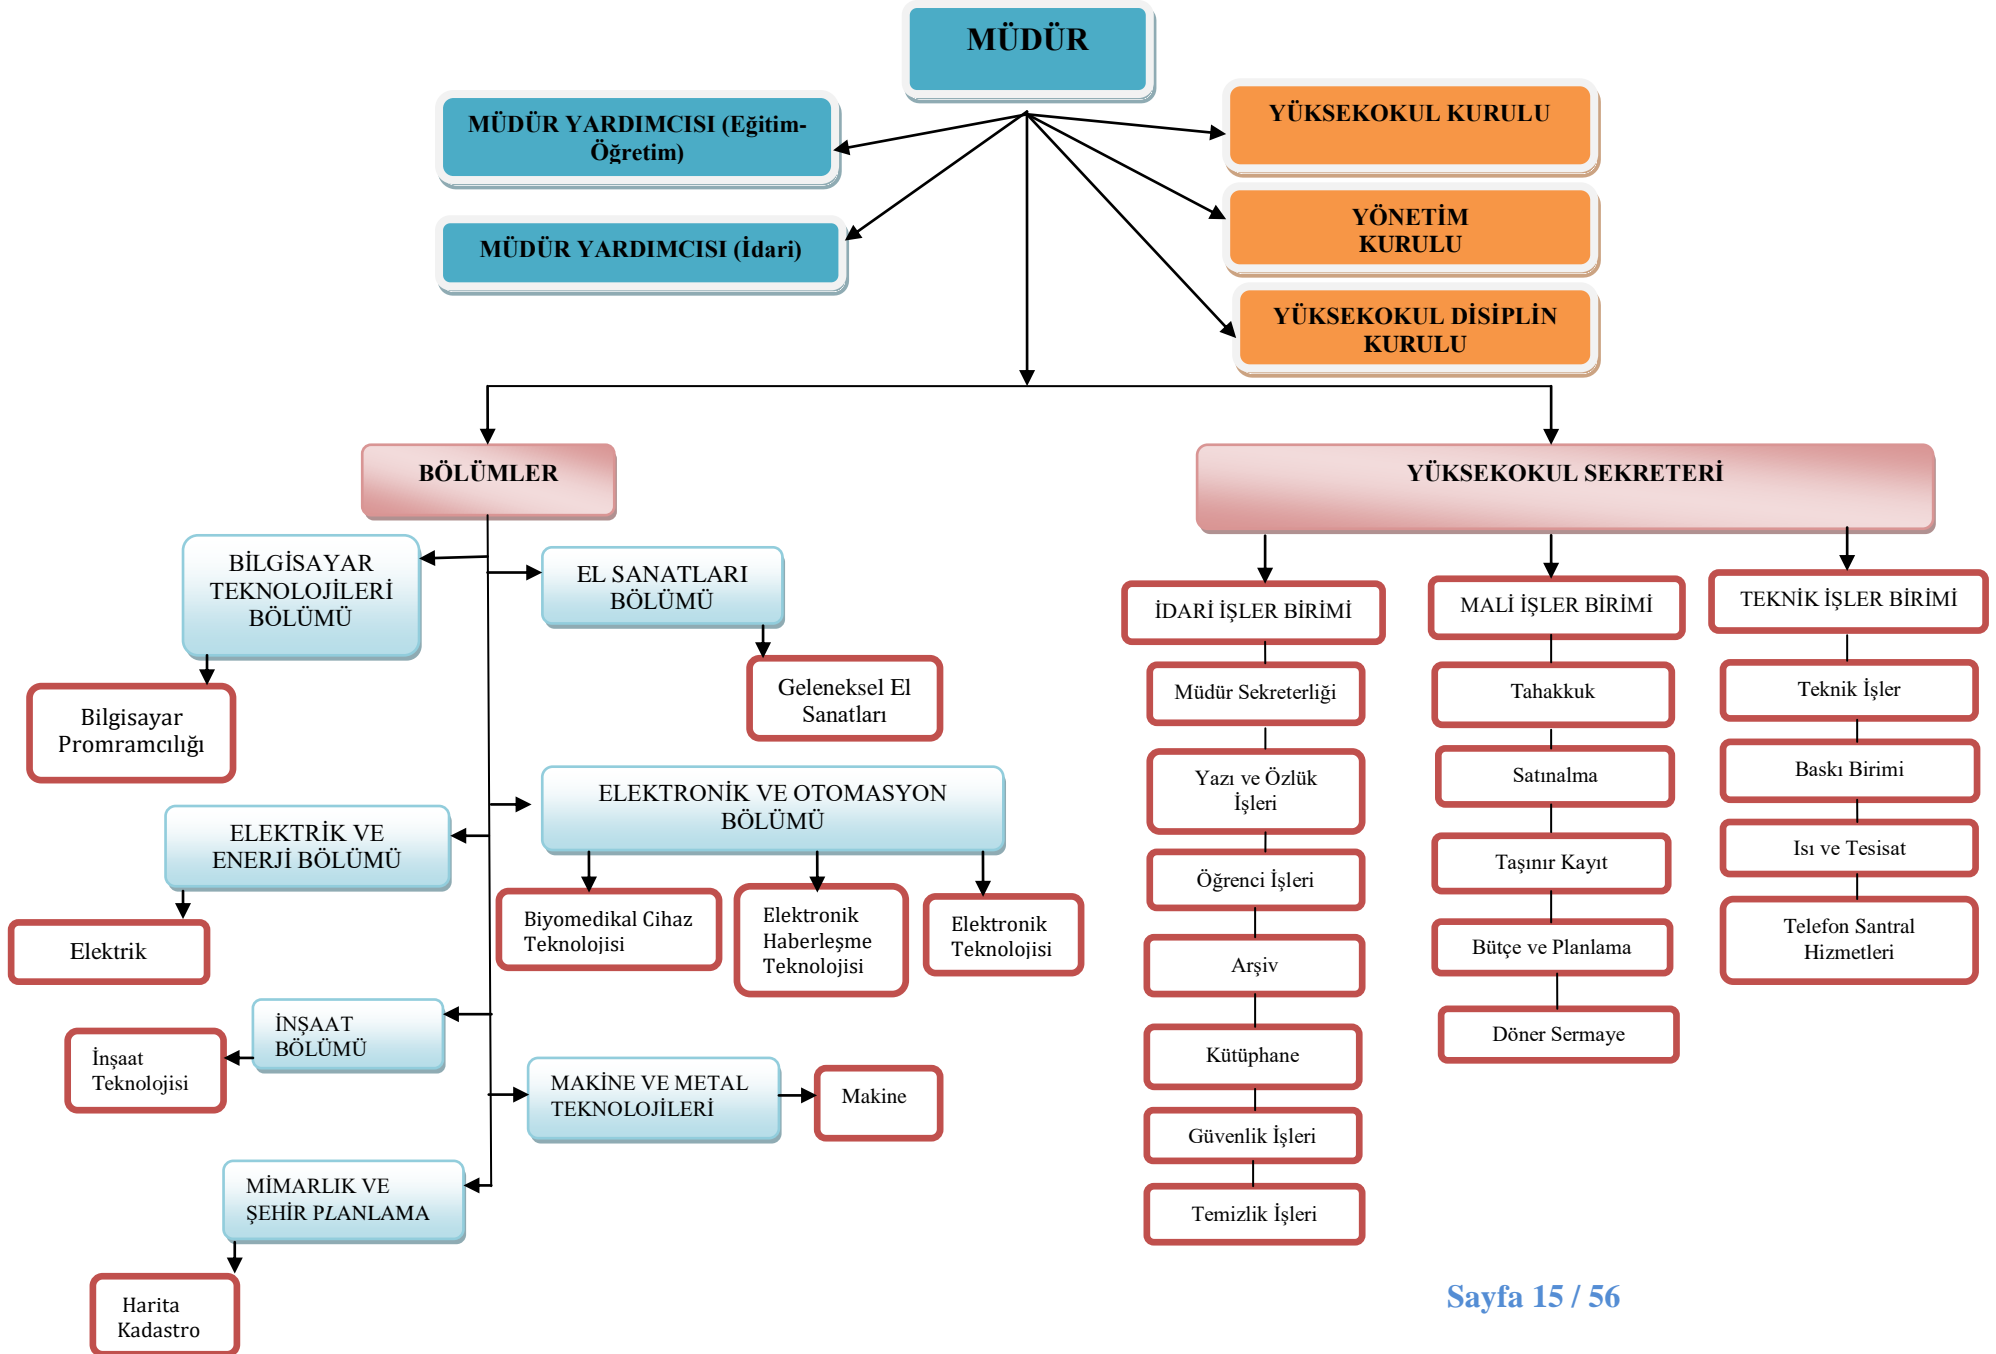 MÜDÜR
MÜDÜR YARDIMCISI (Eğitim-
Öğretim)
YÜKSEKOKUL KURULU
MÜDÜR YARDIMCISI (İdari)
YÖNETİM
KURULU
YÜKSEKOKUL DİSİPLİN
KURULU
BÖLÜMLER
YÜKSEKOKUL SEKRETERİ
BİLGİSAYAR
TEKNOLOJİLERİ
BÖLÜMÜ
EL SANATLARI
BÖLÜMÜ
Bilgisayar
Promramcılığı
Geleneksel El
Sanatları
ELEKTRİK VE
ENERJİ BÖLÜMÜ
ELEKTRONİK VE OTOMASYON
BÖLÜMÜ
Elektrik
Biyomedikal Cihaz
Teknolojisi
Elektronik
Haberleşme
Teknolojisi
Elektronik
Teknolojisi
İNŞAAT
BÖLÜMÜ
İnşaat
Teknolojisi
MAKİNE VE METAL
TEKNOLOJİLERİ
Makine
MİMARLIK VE
ŞEHİR PLANLAMA
Harita
Kadastro
İDARİ İŞLER BİRİMİ
Müdür Sekreterliği
Yazı ve Özlük
İşleri
Öğrenci İşleri
Arşiv
Kütüphane
Güvenlik İşleri
Temizlik İşleri
MALİ İŞLER BİRİMİ
Tahakkuk
Satınalma
Taşınır Kayıt
Bütçe ve Planlama
Döner Sermaye
TEKNİK İŞLER BİRİMİ
Teknik İşler
Baskı Birimi
Isı ve Tesisat
Telefon Santral
Hizmetleri
Sayfa 15 / 56